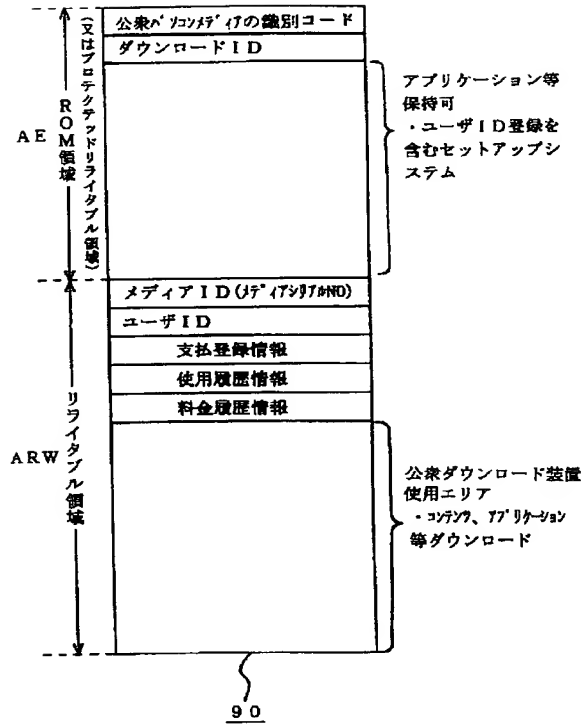 公衆パソコンメディアの識別コード
ダウンロードID
AE
ROM領域
(又はプロテクテッドリライタブル領域)
アプリケーション等
保持可
・ユーザID登録を
含むセットアップシ
ステム
メディアID(メディアシリアルNO)
ユーザID
支払登録情報
使用履歴情報
料金履歴情報
ARW
リライタブル領域
公衆ダウンロード装置
使用エリア
・コンテンツ、アプリケーション
等ダウンロード
90